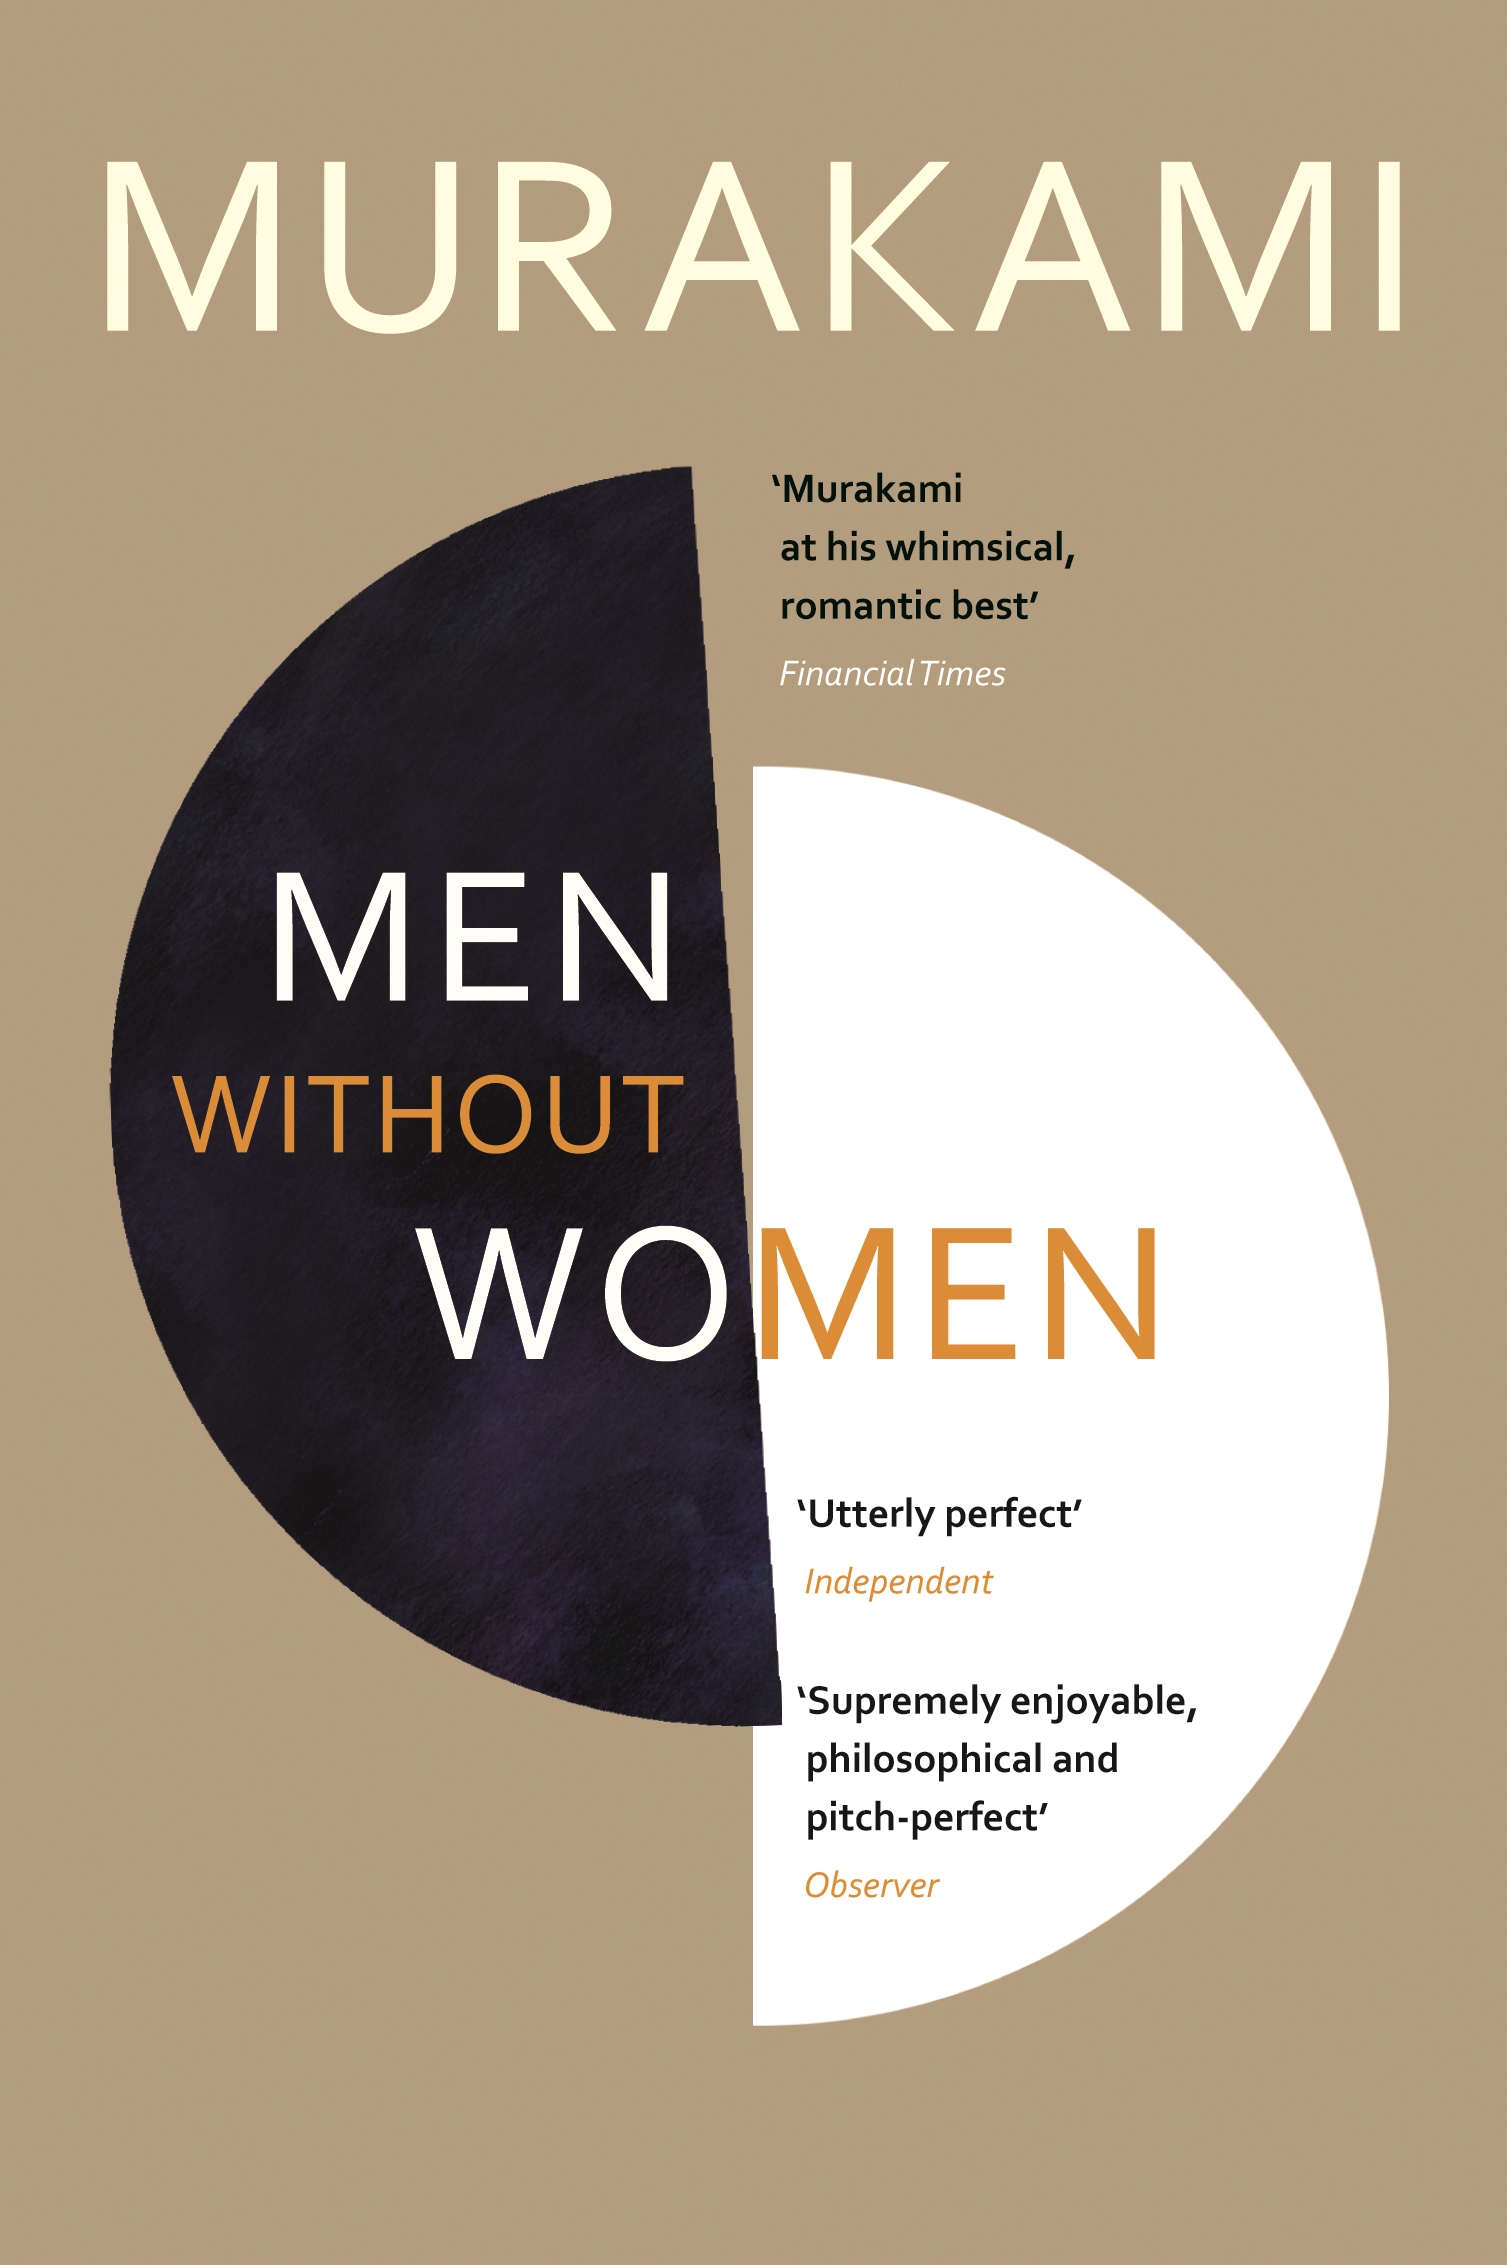 MURAKAMI
‘Murakami
at his whimsical,
romantic best’
Financial Times
MEN
WITHOUT
WOMEN
‘Utterly perfect’
Independent
‘Supremely enjoyable,
philosophical and
pitch-perfect’
Observer